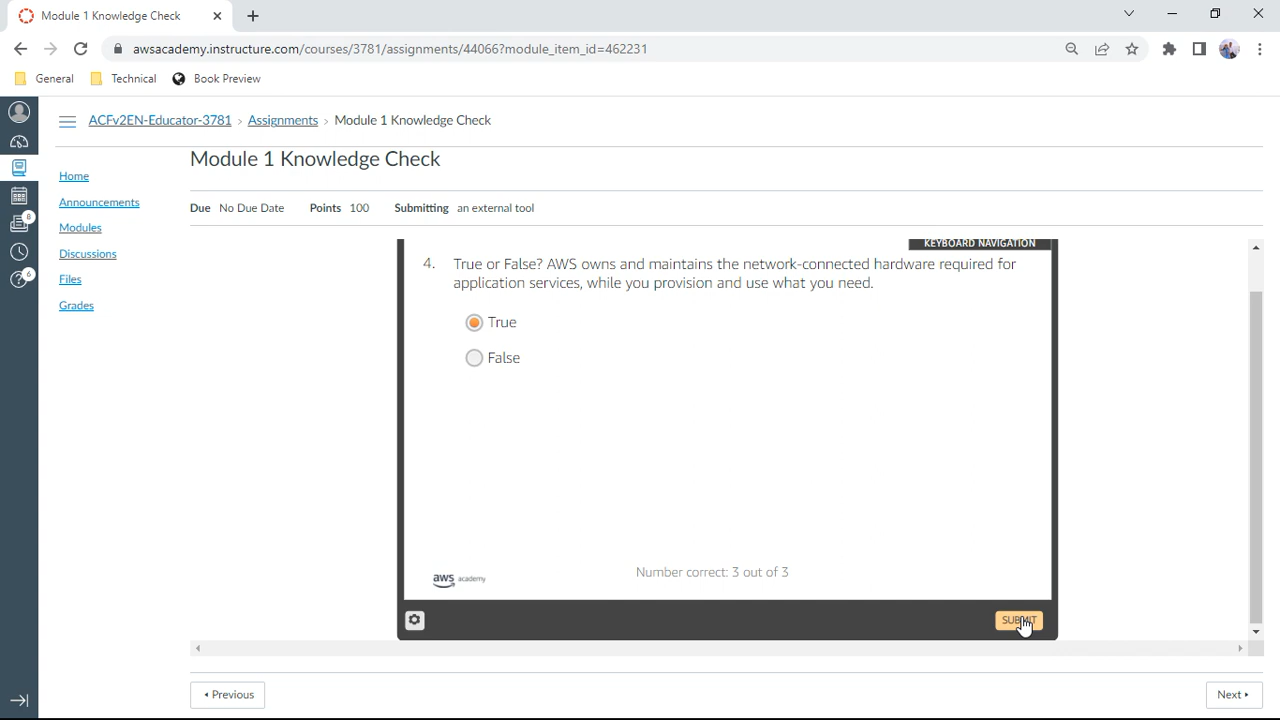 Module 1 Knowledge Check
awsacademy.instructure.com/courses/3781/assignments/44066?module_item_id=462231
General Technical Book Preview
ACFv2EN-Educator-3781 › Assignments › Module 1 Knowledge Check
Module 1 Knowledge Check
Home
Announcements
Modules
Discussions
Files
Grades
8
6
Due No Due Date Points 100 Submitting an external tool
KEYBOARD NAVIGATION
4. True or False? AWS owns and maintains the network-connected hardware required for
application services, while you provision and use what you need.
True
False
aws academy
Number correct: 3 out of 3
SUBMIT
Previous
Next